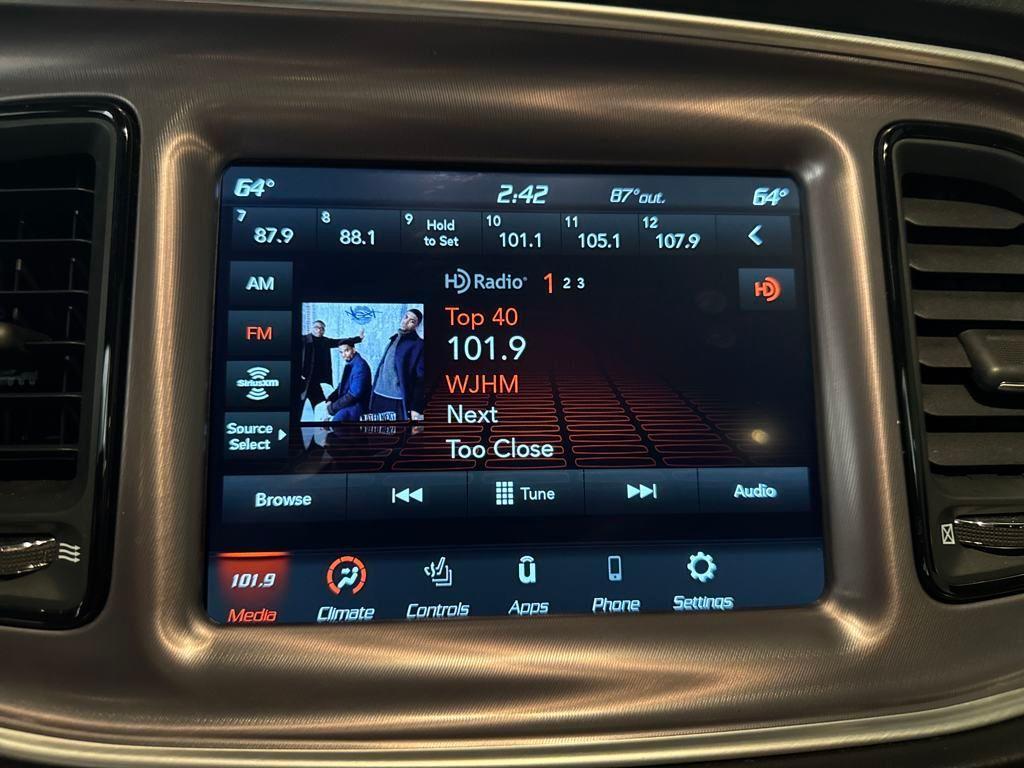 64° 2:42 87°out. 64°
7 8 9 10 11 12
87.9 88.1 Hold to Set 101.1 105.1 107.9
HD Radio 1 2 3
HD
AM
FM
SiriusXM
Source
Select
Top 40
101.9
WJHM
Next
Too Close
Browse Tune Audio
101.9
Media Climate Controls Apps Phone Settings